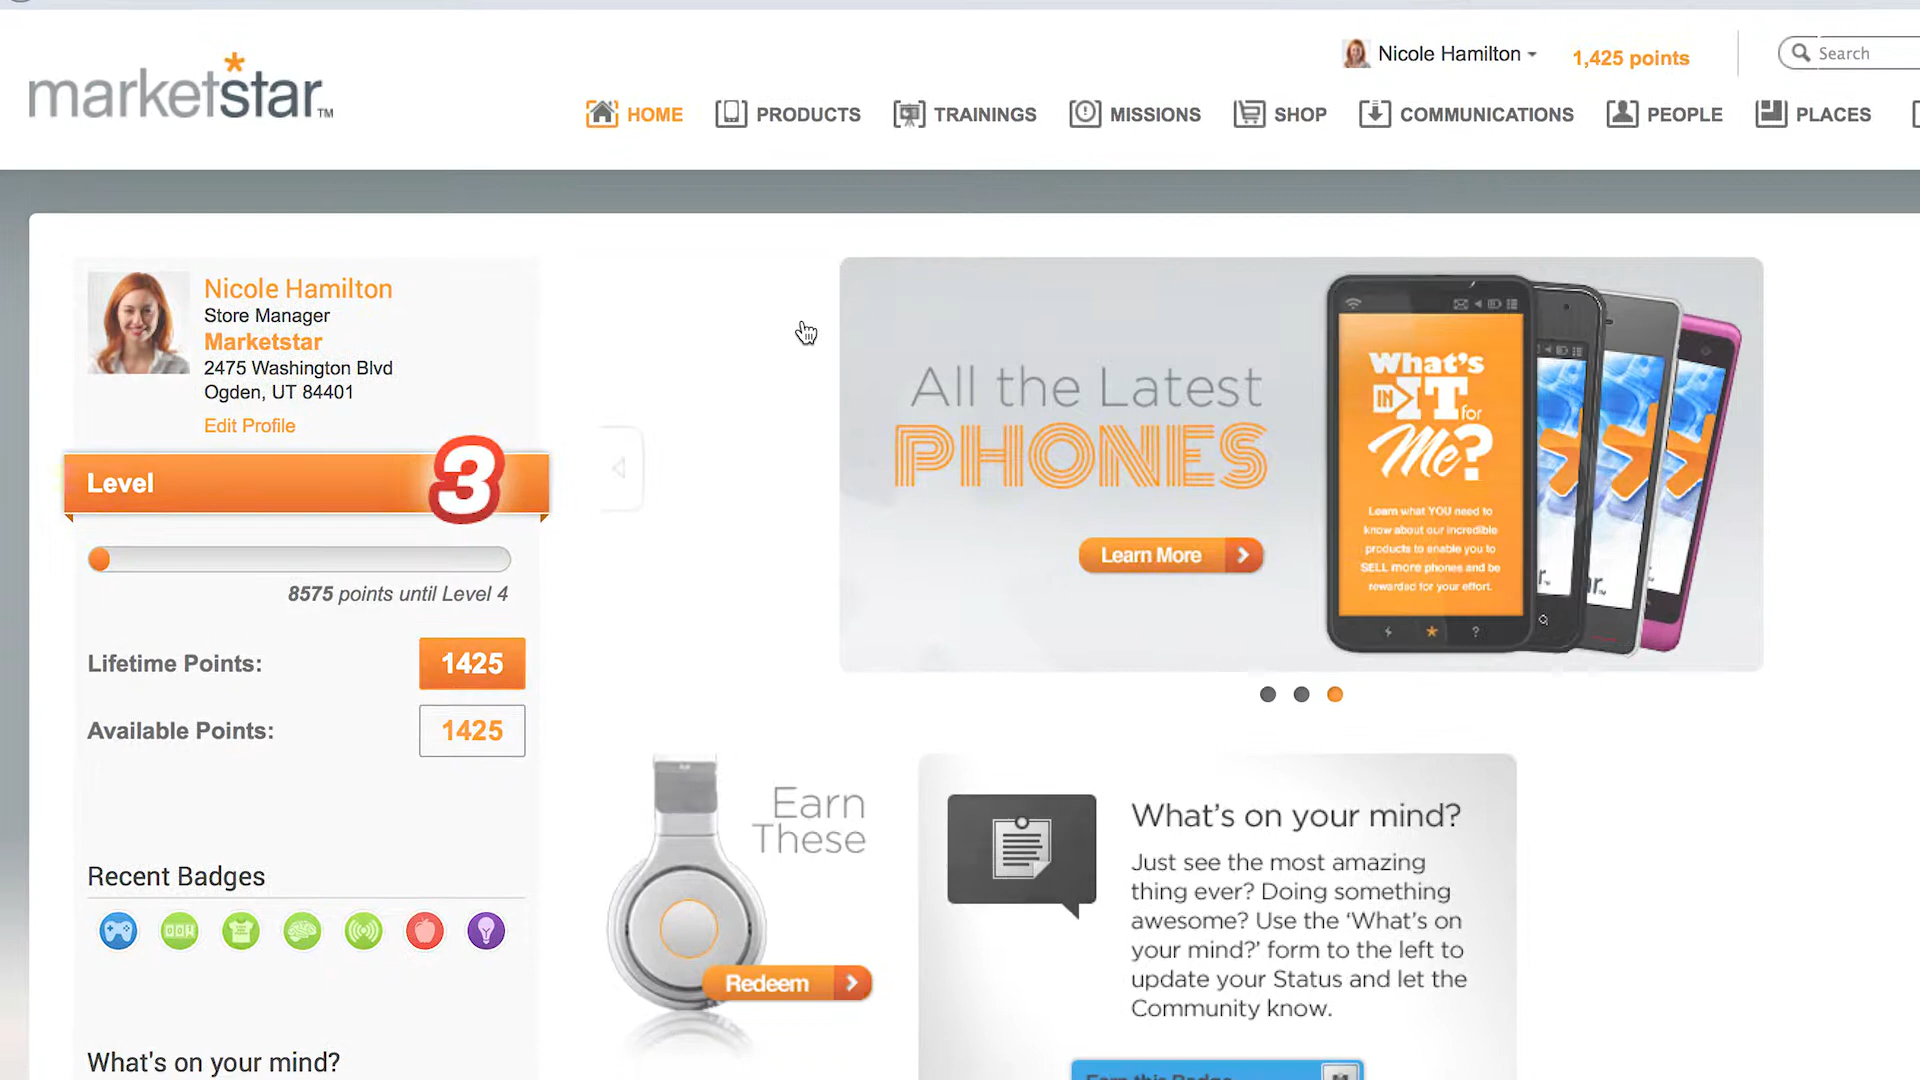 marketstar™
Nicole Hamilton
1,425 points
Search
HOME
PRODUCTS
TRAININGS
MISSIONS
SHOP
COMMUNICATIONS
PEOPLE
PLACES
Nicole Hamilton
Store Manager
Marketstar
2475 Washington Blvd
Ogden, UT 84401
Edit Profile
Level 3
8575 points until Level 4
Lifetime Points: 1425
Available Points: 1425
Recent Badges
What's on your mind?
All the Latest
PHONES
Learn More
What's
IN IT for
Me?
Learn what YOU need to
know about our incredible
products to enable you to
SELL more phones and be
rewarded for your effort.
Earn
These
Redeem
What's on your mind?
Just see the most amazing
thing ever? Doing something
awesome? Use the 'What's on
your mind?' form to the left to
update your Status and let the
Community know.
Earn this Badge